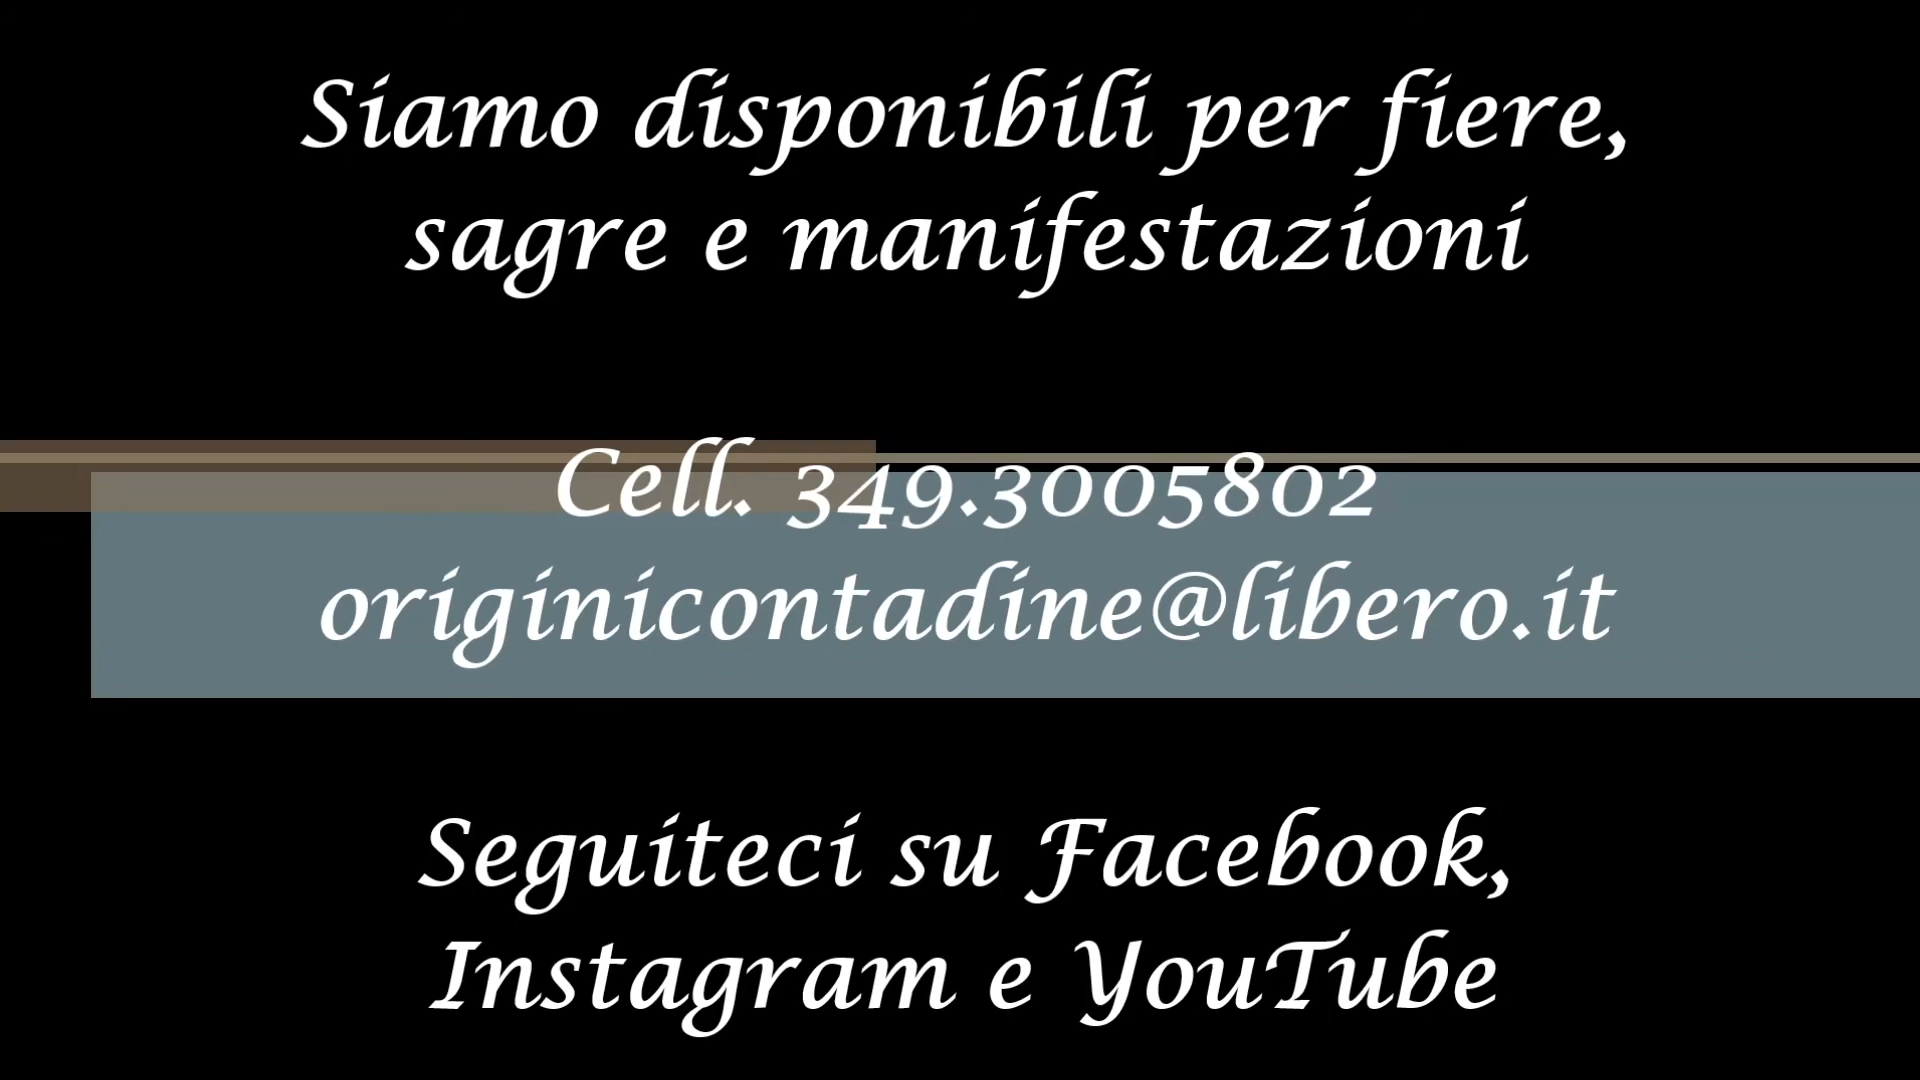 Siamo disponibili per fiere,
sagre e manifestazioni
Cell. 349.3005802
originicontadine@libero.it
Seguiteci su Facebook,
Instagram e YouTube